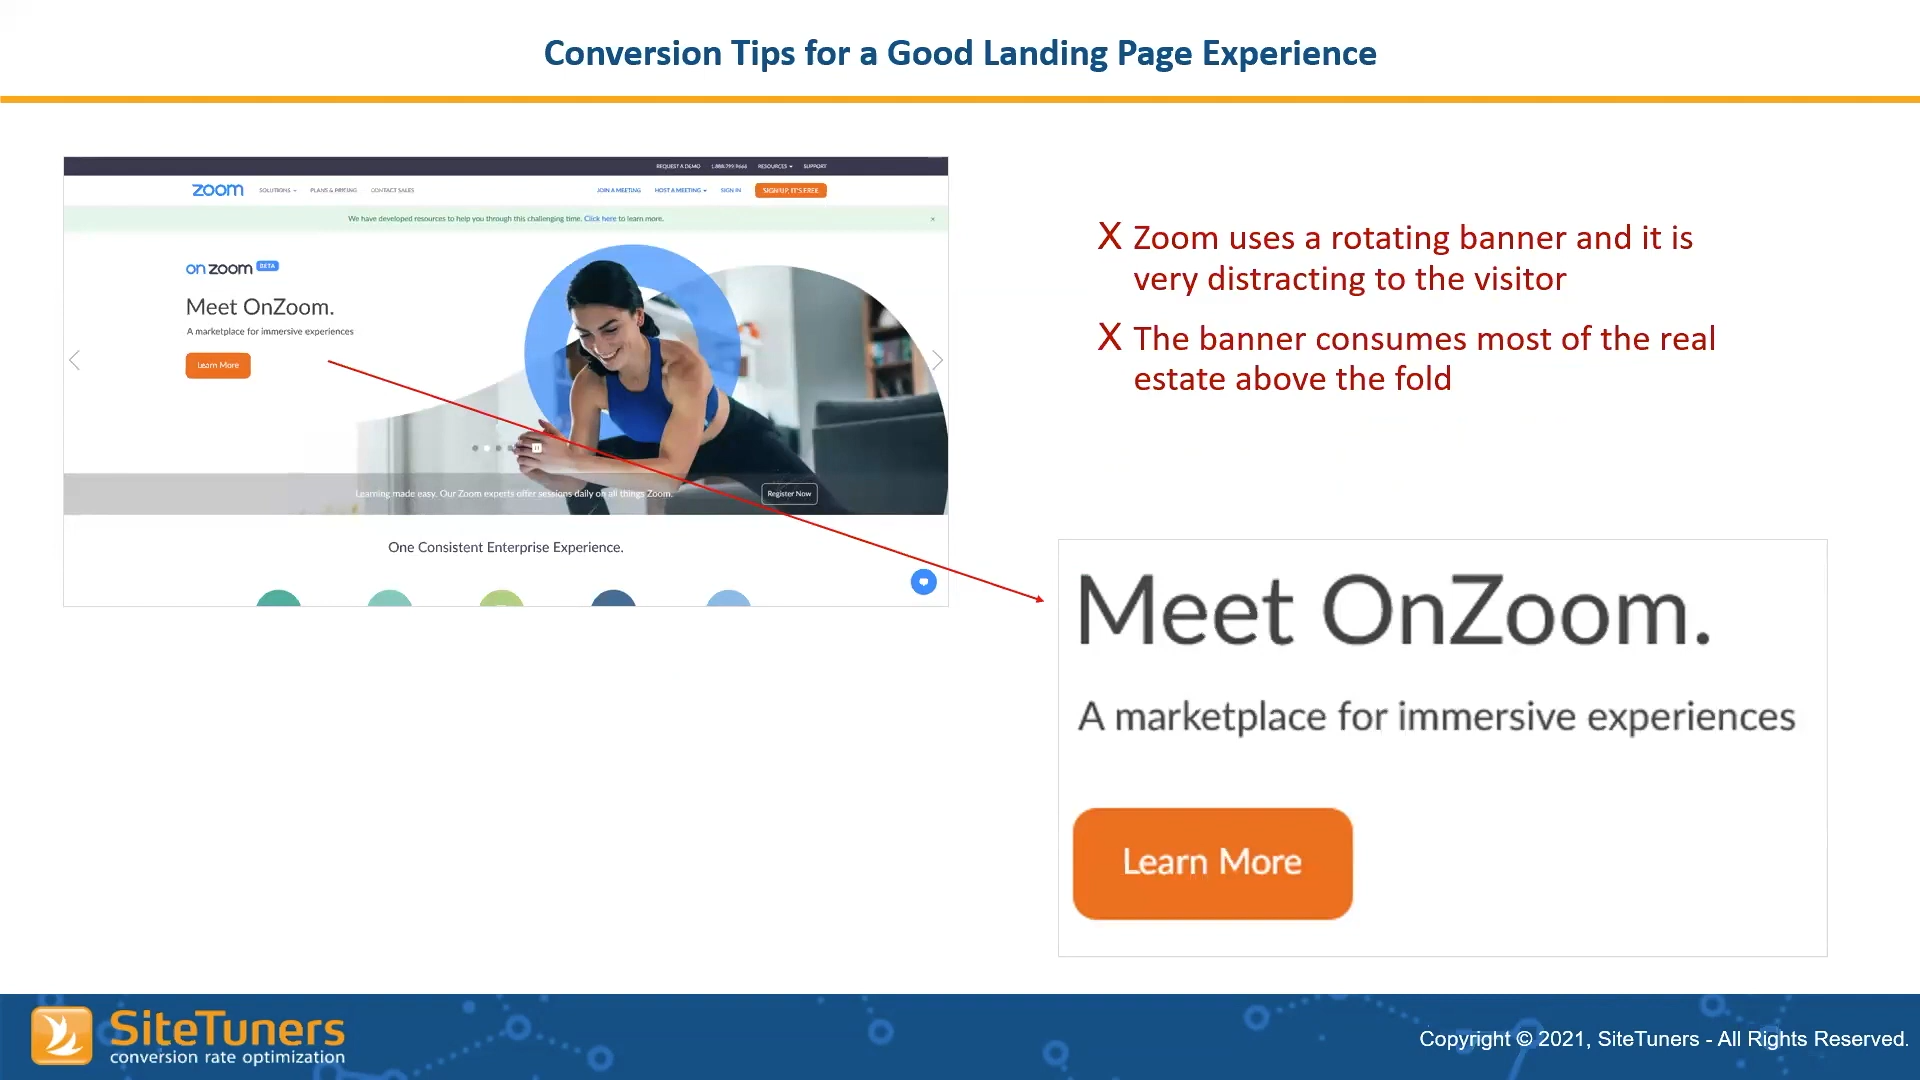 Conversion Tips for a Good Landing Page Experience
REQUEST A DEMO 1.888.799.9666 RESOURCES SUPPORT
zoom SOLUTIONS PLANS & PRICING CONTACT SALES JOIN A MEETING HOST A MEETING SIGN IN SIGN UP, IT'S FREE
We have developed resources to help you through this challenging time. Click here to learn more. ×
on zoom BETA
Meet OnZoom.
A marketplace for immersive experiences
Learn More
Learning made easy. Our Zoom experts offer sessions daily on all things Zoom. Register Now
One Consistent Enterprise Experience.
X Zoom uses a rotating banner and it is
very distracting to the visitor
X The banner consumes most of the real
estate above the fold
Meet OnZoom.
A marketplace for immersive experiences
Learn More
SiteTuners
conversion rate optimization
Copyright © 2021, SiteTuners - All Rights Reserved.